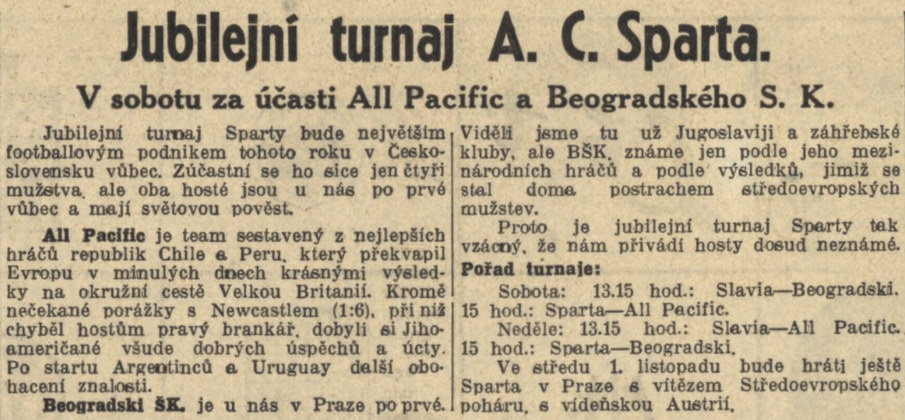 Jubilejní turnaj A. C. Sparta.
V sobotu za účasti All Pacific a Beogradského S. K.
Jubilejní turnaj Sparty bude největším
footballovým podnikem tohoto roku v Česko-
slovensku vůbec. Zúčastní se ho sice jen čtyři
mužstva, ale oba hosté jsou u nás po prvé
vůbec a mají světovou pověst.
All Pacific je team sestavený z nejlepších
hráčů republik Chile a Peru, který překvapil
Evropu v minulých dnech krásnými výsled-
ky na okružní cestě Velkou Britanií. Kromě
nečekané porážky s Newcastlem (1:6), při níž
chyběl hostům pravý brankář, dobyli si Jiho-
američané všude dobrých úspěchů a úcty.
Po startu Argentinců a Uruguay další obo-
hacení znalosti.
Beogradski ŠK. je u nás v Praze po prvé.
Viděli jsme tu už Jugoslaviji a záhřebské
kluby, ale BŠK. známe jen podle jeho mezi-
národních hráčů a podle výsledků, jimiž se
stal doma postrachem středoevropských
mužstev.
Proto je jubilejní turnaj Sparty tak
vzácný, že nám přivádí hosty dosud neznámé.
Pořad turnaje:
Sobota: 13.15 hod.: Slavia—Beogradski.
15 hod.: Sparta—All Pacific.
Neděle: 13.15 hod.: Slavia—All Pacific.
15 hod.: Sparta—Beogradski.
Ve středu 1. listopadu bude hráti ještě
Sparta v Praze s vítězem Středoevropského
poháru, s vídeňskou Austrií.